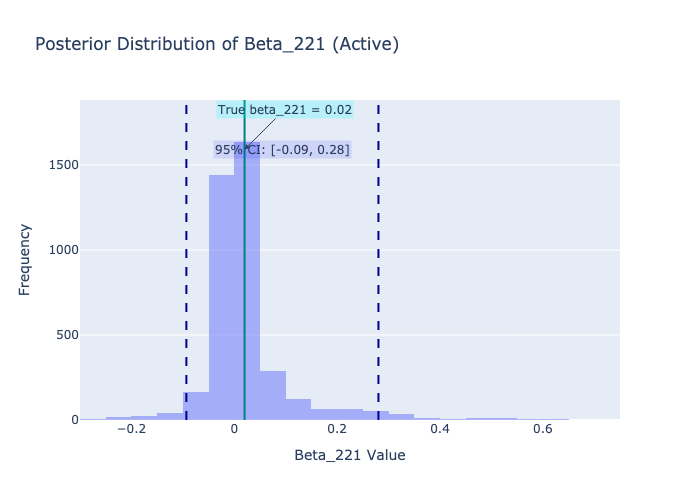 Posterior Distribution of Beta_221 (Active)
True beta_221 = 0.02
95% CI: [-0.09, 0.28]
1500
1000
500
0
Frequency
−0.2
0
0.2
0.4
0.6
Beta_221 Value